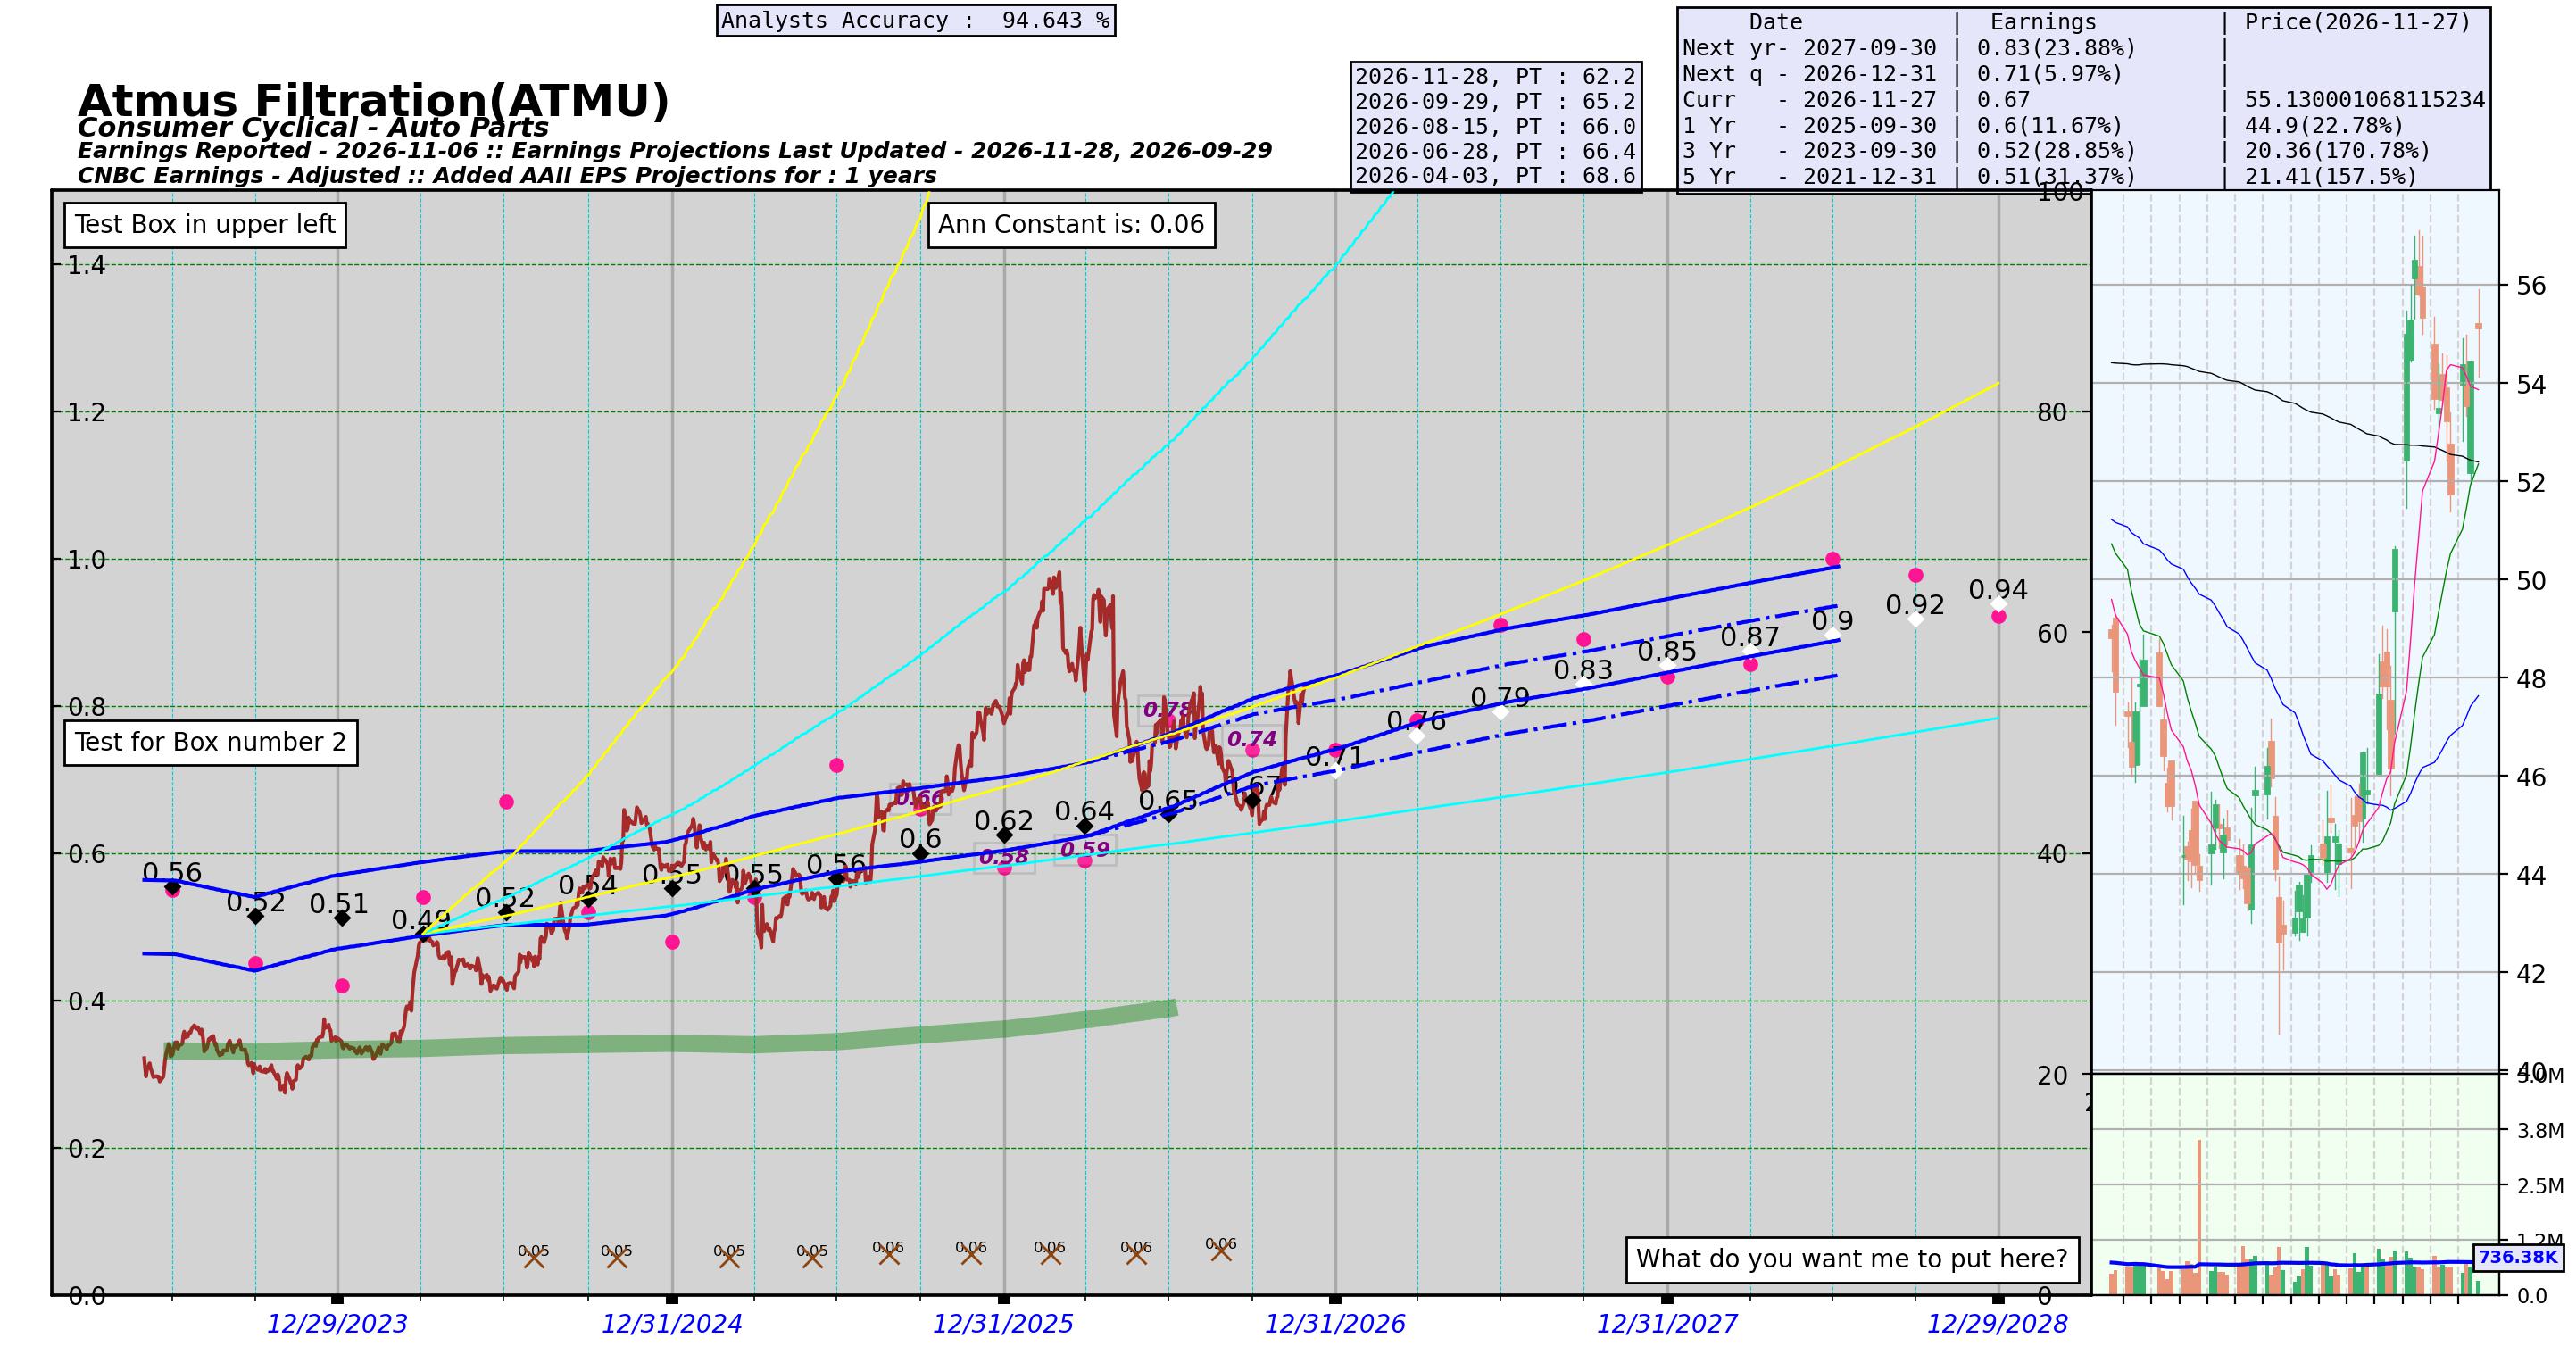 Analysts Accuracy :  94.643 %
Date | Earnings | Price(2026-11-27)
Next yr- 2027-09-30 | 0.83(23.88%) |
Next q - 2026-12-31 | 0.71(5.97%) |
Curr - 2026-11-27 | 0.67 | 55.130001068115234
1 Yr - 2025-09-30 | 0.6(11.67%) | 44.9(22.78%)
3 Yr - 2023-09-30 | 0.52(28.85%) | 20.36(170.78%)
5 Yr - 2021-12-31 | 0.51(31.37%) | 21.41(157.5%)
2026-11-28, PT : 62.2
2026-09-29, PT : 65.2
2026-08-15, PT : 66.0
2026-06-28, PT : 66.4
2026-04-03, PT : 68.6
Atmus Filtration(ATMU)
Consumer Cyclical - Auto Parts
Earnings Reported - 2026-11-06 :: Earnings Projections Last Updated - 2026-11-28, 2026-09-29
CNBC Earnings - Adjusted :: Added AAII EPS Projections for : 1 years
Test Box in upper left
Ann Constant is: 0.06
Test for Box number 2
What do you want me to put here?
1.4
1.2
1.0
0.8
0.6
0.4
0.2
0.0
100
80
60
40
20
0
0.56
0.52
0.51
0.49
0.52
0.54
0.55
0.55
0.56
0.6
0.62
0.64
0.65
0.67
0.71
0.76
0.79
0.83
0.85
0.87
0.9
0.92
0.94
0.66
0.58
0.59
0.78
0.74
0.05
0.05
0.05
0.05
0.06
0.06
0.06
0.06
0.06
12/29/2023
12/31/2024
12/31/2025
12/31/2026
12/31/2027
12/29/2028
56
54
52
50
48
46
44
42
40
5.0M
3.8M
2.5M
1.2M
736.38K
0.0